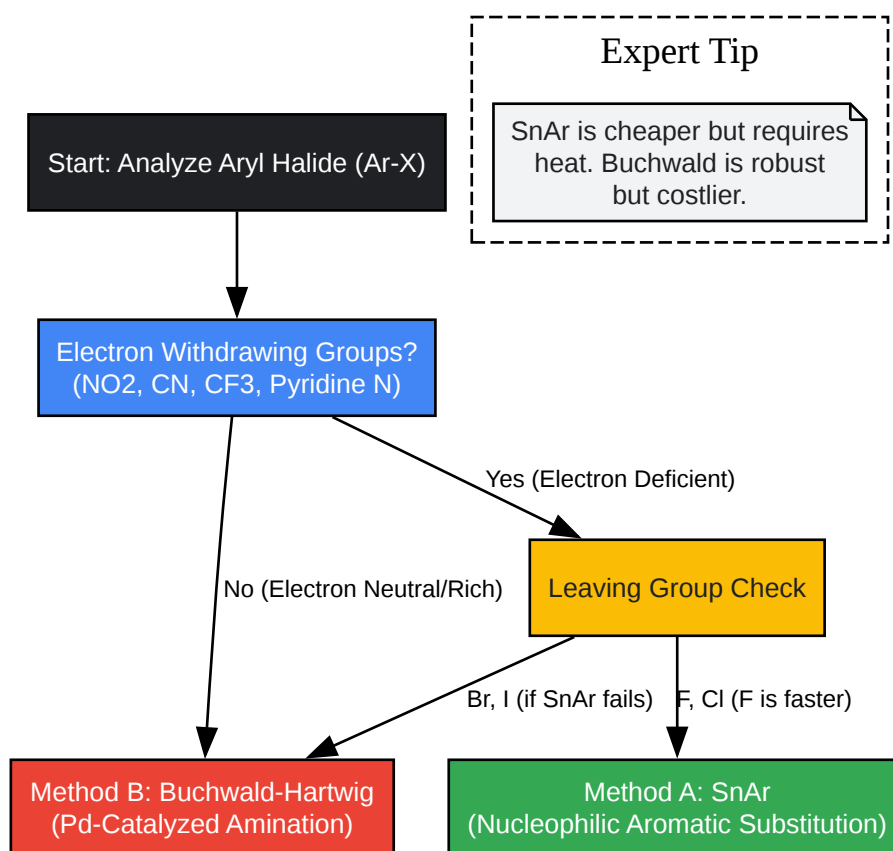 Expert Tip
SnAr is cheaper but requires
heat. Buchwald is robust
but costlier.
Start: Analyze Aryl Halide (Ar-X)
Electron Withdrawing Groups?
(NO2, CN, CF3, Pyridine N)
Yes (Electron Deficient)
No (Electron Neutral/Rich)
Leaving Group Check
Br, I (if SnAr fails)
F, Cl (F is faster)
Method B: Buchwald-Hartwig
(Pd-Catalyzed Amination)
Method A: SnAr
(Nucleophilic Aromatic Substitution)